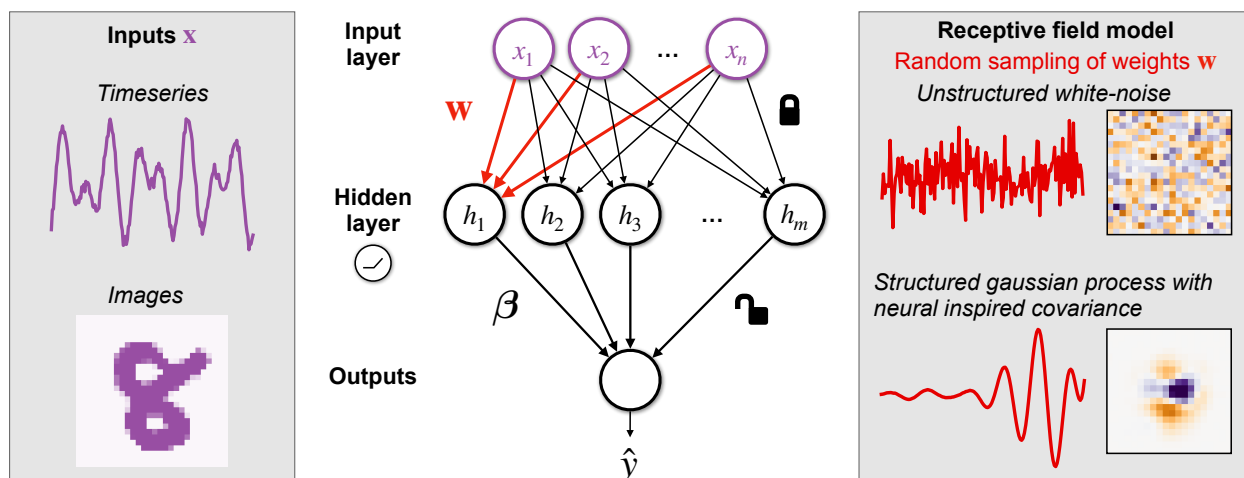 Inputs x
Timeseries
Images
Input
layer
x₁
x₂
...
xₙ
w
Hidden
layer
h₁
h₂
h₃
...
hₘ
β
Outputs
ŷ
Receptive field model
Random sampling of weights w
Unstructured white-noise
Structured gaussian process with
neural inspired covariance